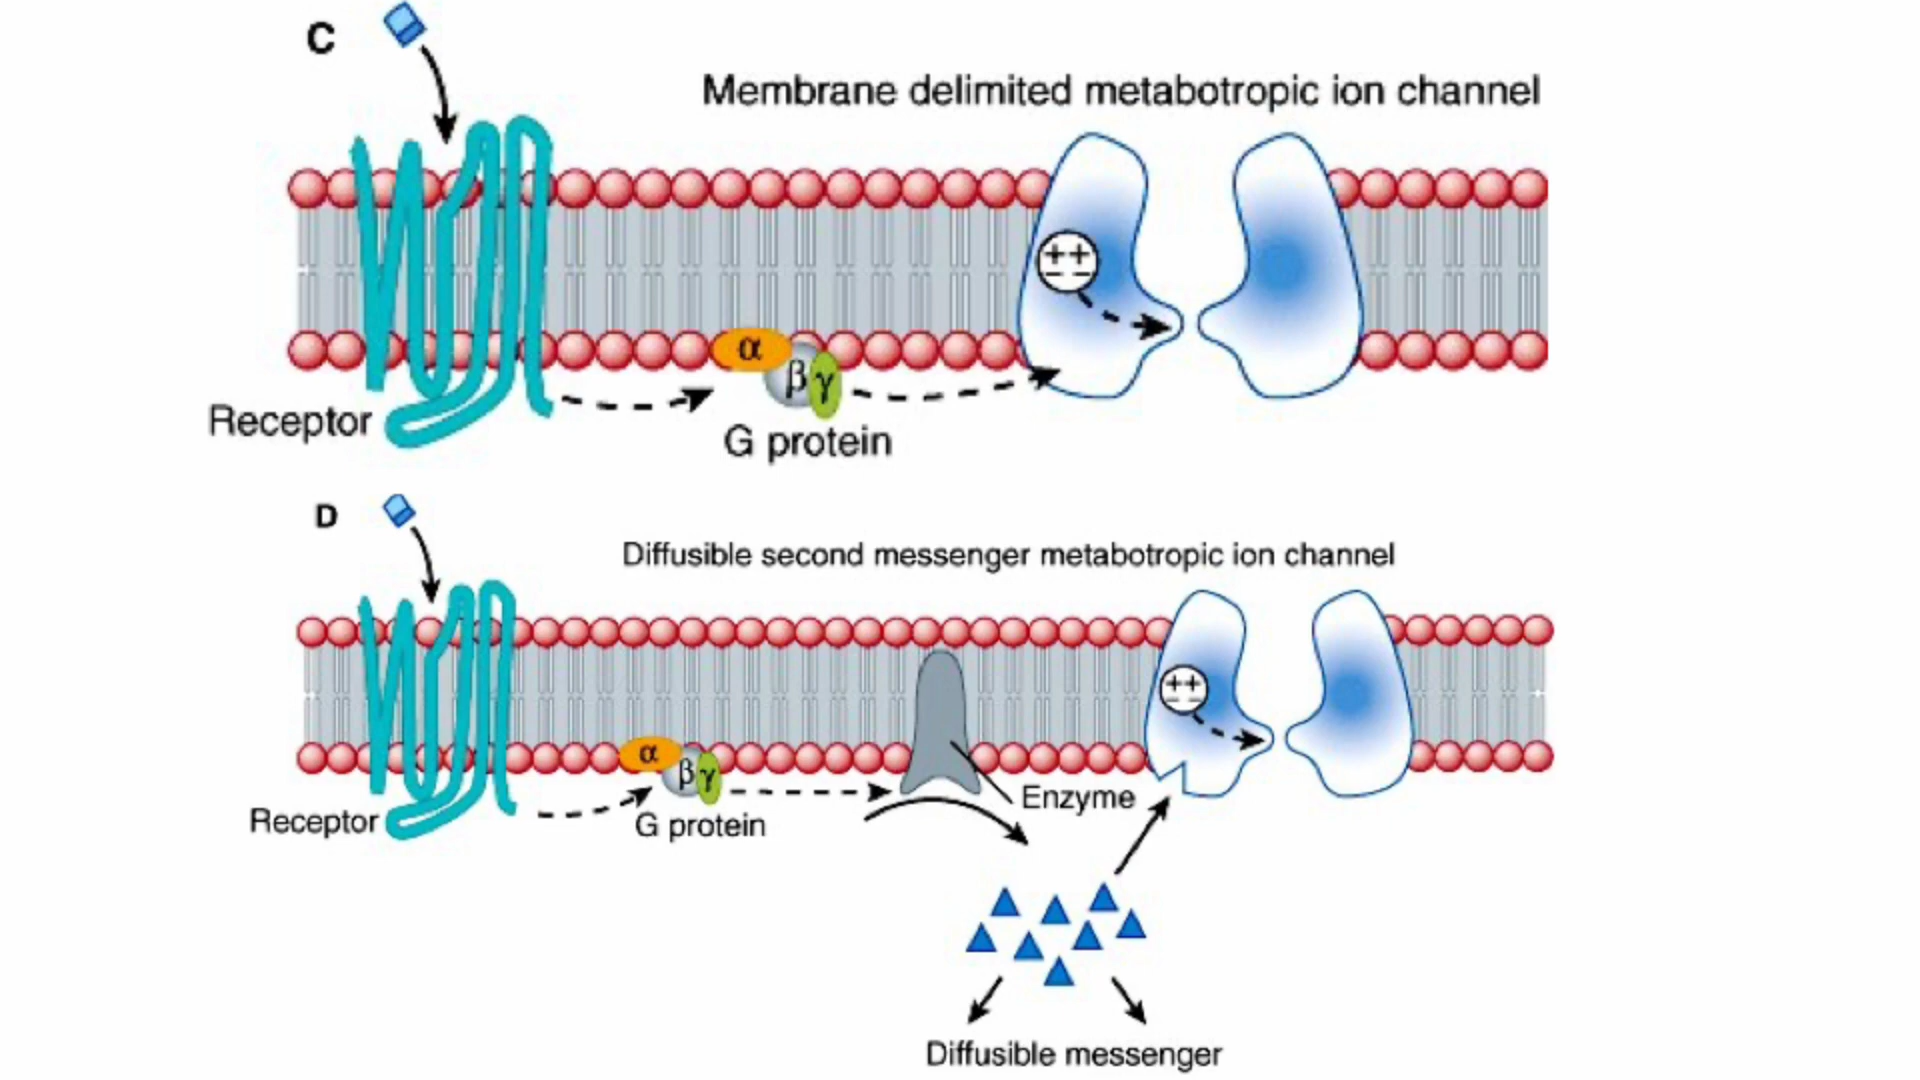 C
Membrane delimited metabotropic ion channel
++
− −
α
β
γ
Receptor
G protein
D
Diffusible second messenger metabotropic ion channel
++
− −
α
β
γ
Enzyme
Receptor
G protein
Diffusible messenger